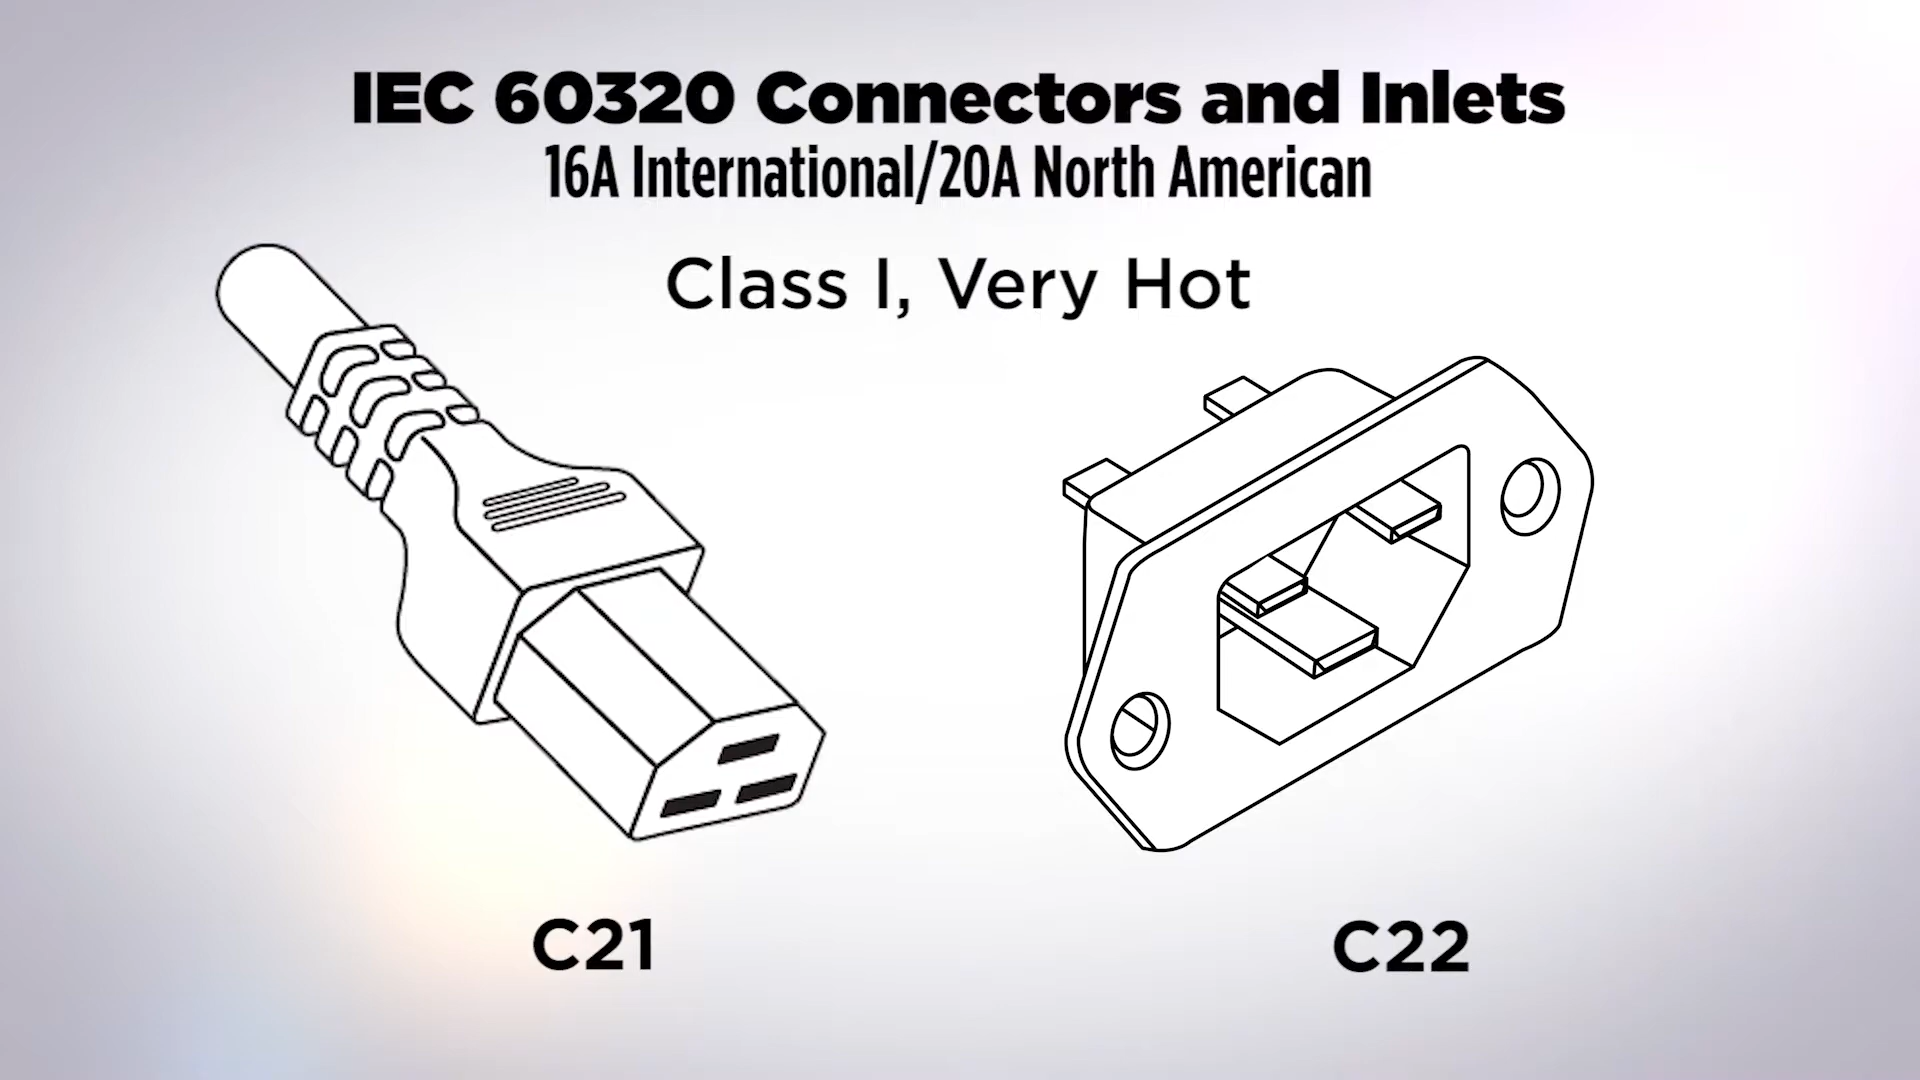 IEC 60320 Connectors and Inlets
16A International/20A North American
Class I, Very Hot
C21
C22